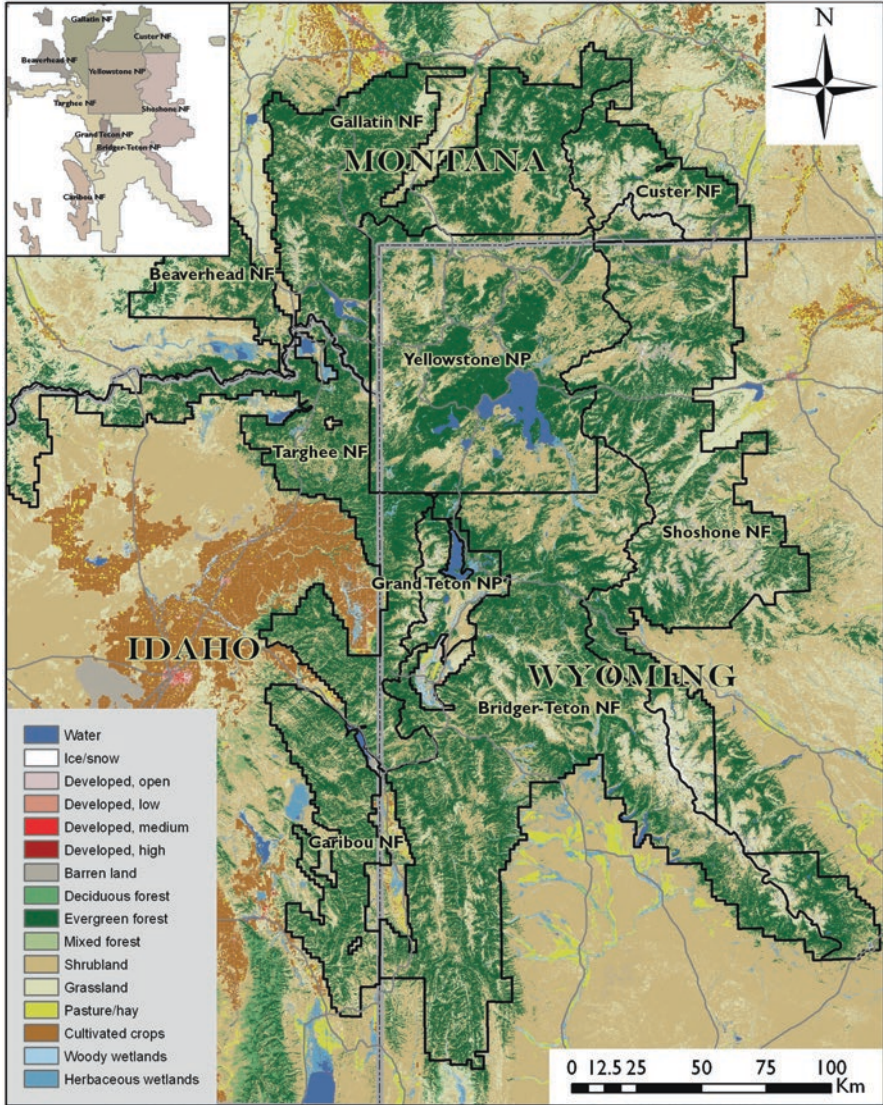 Gallatin NF
Custer NF
Beaverhead NF
Yellowstone NP
Targhee NF
Shoshone NF
Grand Teton NP
Bridger-Teton NF
Caribou NF
N
Gallatin NF
MONTANA
Custer NF
Beaverhead NF
Yellowstone NP
Targhee NF
Shoshone NF
Grand Teton NP
IDAHO
WYOMING
Bridger-Teton NF
Caribou NF
Water
Ice/snow
Developed, open
Developed, low
Developed, medium
Developed, high
Barren land
Deciduous forest
Evergreen forest
Mixed forest
Shrubland
Grassland
Pasture/hay
Cultivated crops
Woody wetlands
Herbaceous wetlands
0 12.5 25 50 75 100
Km